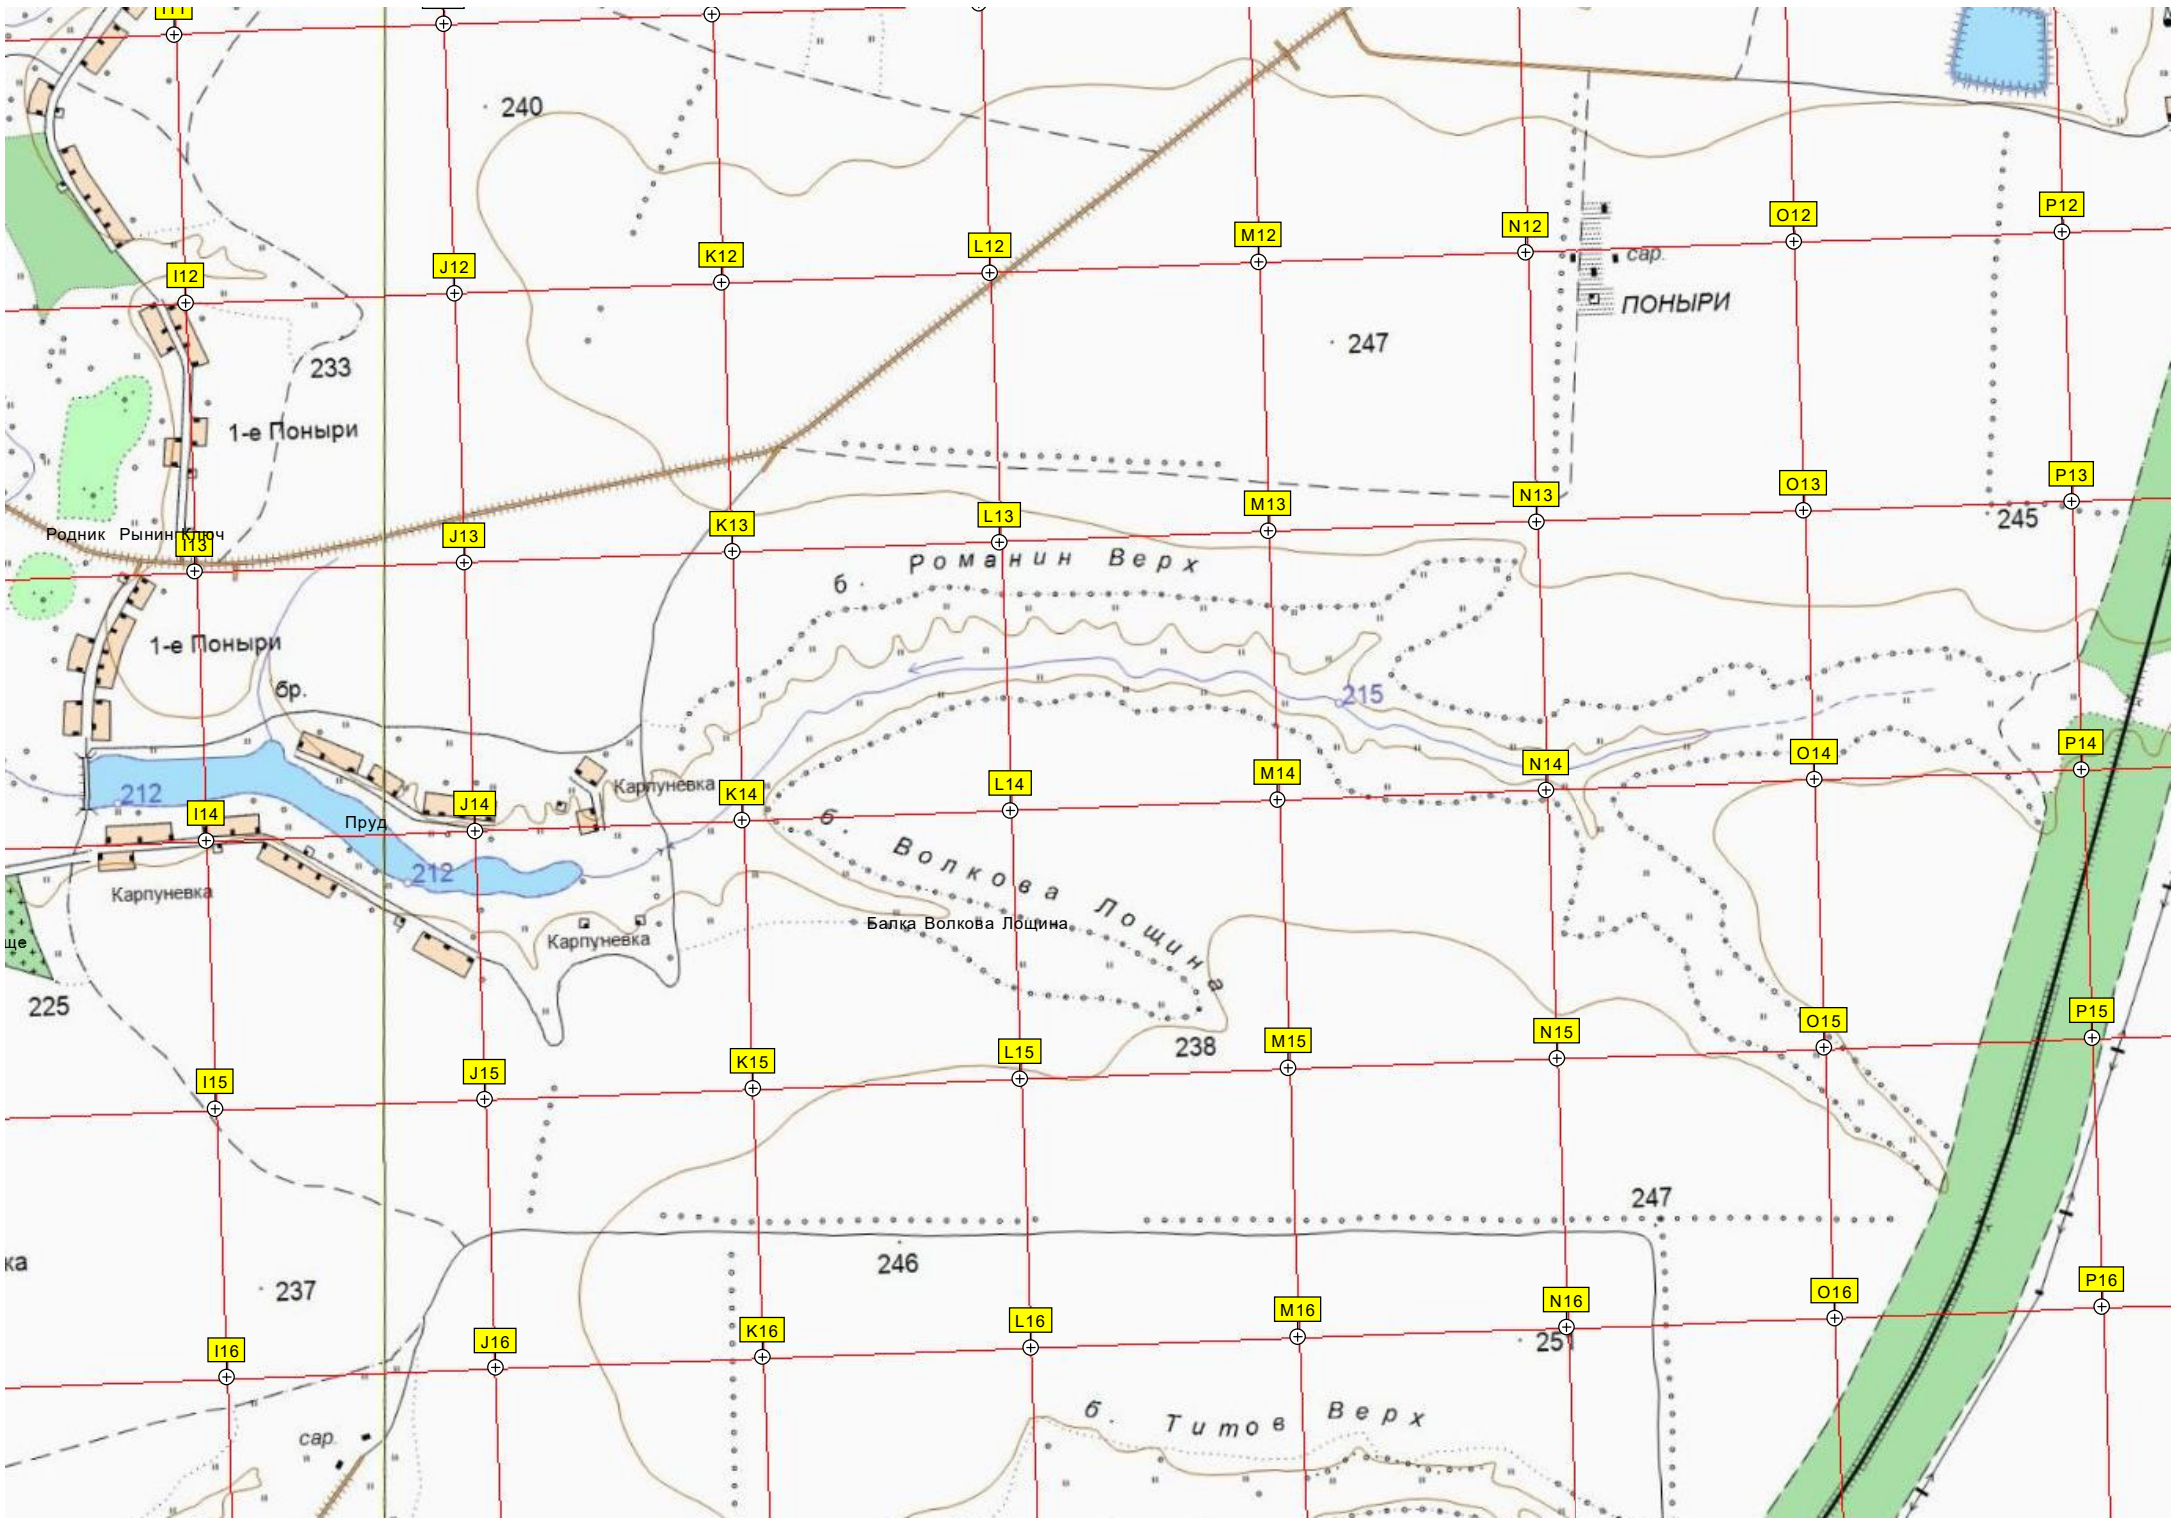 I11
240
P12
O12
N12
M12
L12
K12
J12
I12
сар.
ПОНЫРИ
247
233
1-е Поныри
P13
O13
N13
M13
L13
K13
J13
I13
245
Родник Рынин Ключ
б. Романин Верх
1-е Поныри
бр.
215
P14
O14
N14
M14
L14
K14
J14
I14
Карпуневка
212
Пруд
212
б. Волкова Лощина
Карпуневка
Балка Волкова Лощина
Карпуневка
ще
225
P15
O15
N15
M15
L15
K15
J15
I15
238
247
246
ка
237
P16
O16
N16
M16
L16
K16
J16
I16
251
б. Титов Верх
сар.